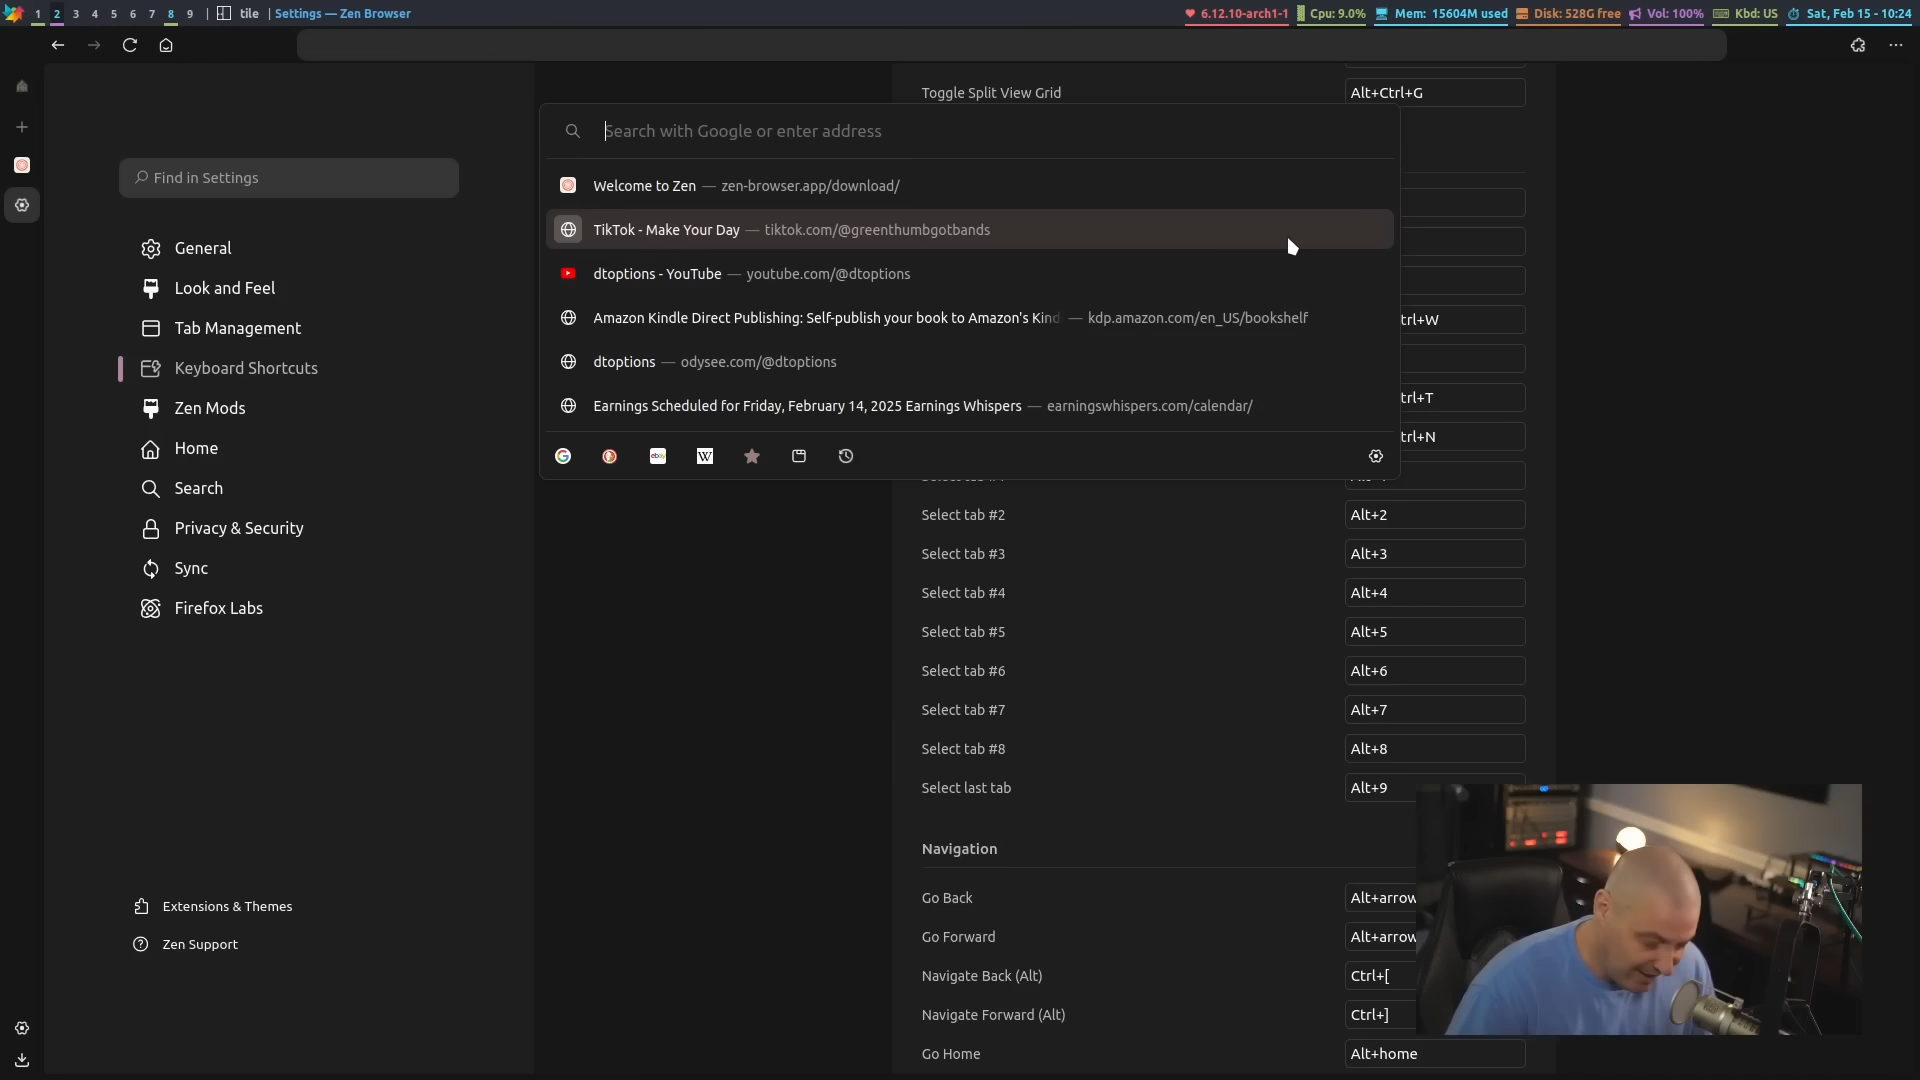 1 2 3 4 5 6 7 8 9 | tile | Settings — Zen Browser
6.12.10-arch1-1 Cpu: 9.0% Mem: 15604M used Disk: 528G free Vol: 100% Kbd: US Sat, Feb 15 - 10:24
Toggle Split View Grid Alt+Ctrl+G
Search with Google or enter address
Find in Settings
Welcome to Zen — zen-browser.app/download/
TikTok - Make Your Day — tiktok.com/@greenthumbgotbands
dtoptions - YouTube — youtube.com/@dtoptions
Amazon Kindle Direct Publishing: Self-publish your book to Amazon's Kind — kdp.amazon.com/en_US/bookshelf
dtoptions — odysee.com/@dtoptions
Earnings Scheduled for Friday, February 14, 2025 Earnings Whispers — earningswhispers.com/calendar/
ebay
W
General
Look and Feel
Tab Management
Keyboard Shortcuts
Zen Mods
Home
Search
Privacy & Security
Sync
Firefox Labs
Extensions & Themes
Zen Support
trl+W
trl+T
trl+N
Select tab #2 Alt+2
Select tab #3 Alt+3
Select tab #4 Alt+4
Select tab #5 Alt+5
Select tab #6 Alt+6
Select tab #7 Alt+7
Select tab #8 Alt+8
Select last tab Alt+9
Navigation
Go Back Alt+arrow
Go Forward Alt+arrow
Navigate Back (Alt) Ctrl+[
Navigate Forward (Alt) Ctrl+]
Go Home Alt+home